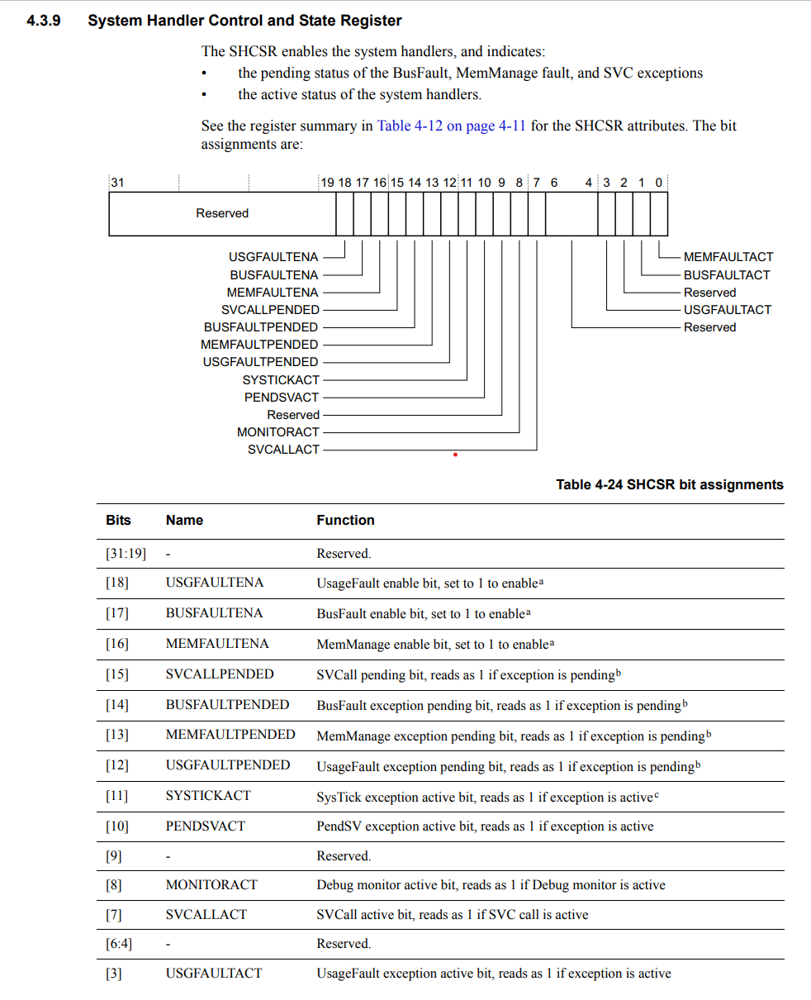 4.3.9 System Handler Control and State Register
The SHCSR enables the system handlers, and indicates:
• the pending status of the BusFault, MemManage fault, and SVC exceptions
• the active status of the system handlers.
See the register summary in Table 4-12 on page 4-11 for the SHCSR attributes. The bit
assignments are:
31 19 18 17 16 15 14 13 12 11 10 9 8 7 6 4 3 2 1 0
Reserved
USGFAULTENA MEMFAULTACT
BUSFAULTENA BUSFAULTACT
MEMFAULTENA Reserved
SVCALLPENDED USGFAULTACT
BUSFAULTPENDED Reserved
MEMFAULTPENDED
USGFAULTPENDED
SYSTICKACT
PENDSVACT
Reserved
MONITORACT
SVCALLACT
Table 4-24 SHCSR bit assignments
Bits Name Function
[31:19] - Reserved.
[18] USGFAULTENA UsageFault enable bit, set to 1 to enablea
[17] BUSFAULTENA BusFault enable bit, set to 1 to enablea
[16] MEMFAULTENA MemManage enable bit, set to 1 to enablea
[15] SVCALLPENDED SVCall pending bit, reads as 1 if exception is pendingb
[14] BUSFAULTPENDED BusFault exception pending bit, reads as 1 if exception is pendingb
[13] MEMFAULTPENDED MemManage exception pending bit, reads as 1 if exception is pendingb
[12] USGFAULTPENDED UsageFault exception pending bit, reads as 1 if exception is pendingb
[11] SYSTICKACT SysTick exception active bit, reads as 1 if exception is activec
[10] PENDSVACT PendSV exception active bit, reads as 1 if exception is active
[9] - Reserved.
[8] MONITORACT Debug monitor active bit, reads as 1 if Debug monitor is active
[7] SVCALLACT SVCall active bit, reads as 1 if SVC call is active
[6:4] - Reserved.
[3] USGFAULTACT UsageFault exception active bit, reads as 1 if exception is active